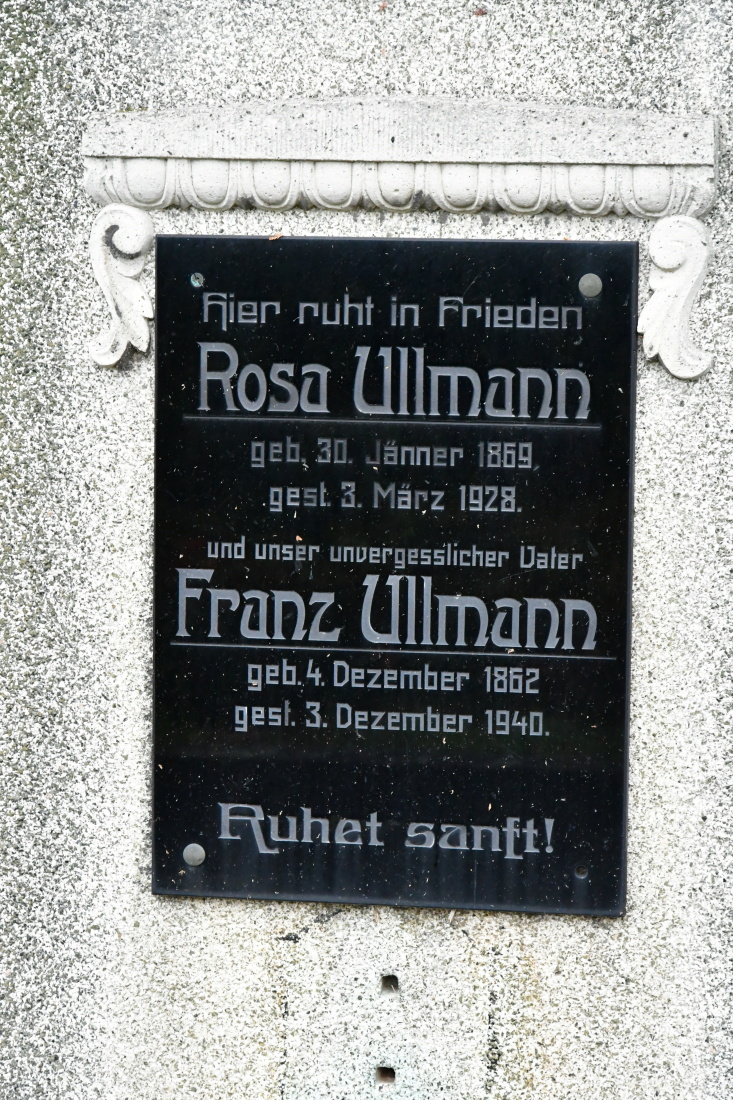 Hier ruht in Frieden
Rosa Ullmann
geb. 30. Jänner 1869,
gest. 3. März 1928.
und unser unvergesslicher Vater
Franz Ullmann
geb. 4. Dezember 1862
gest. 3. Dezember 1940.
Ruhet sanft!